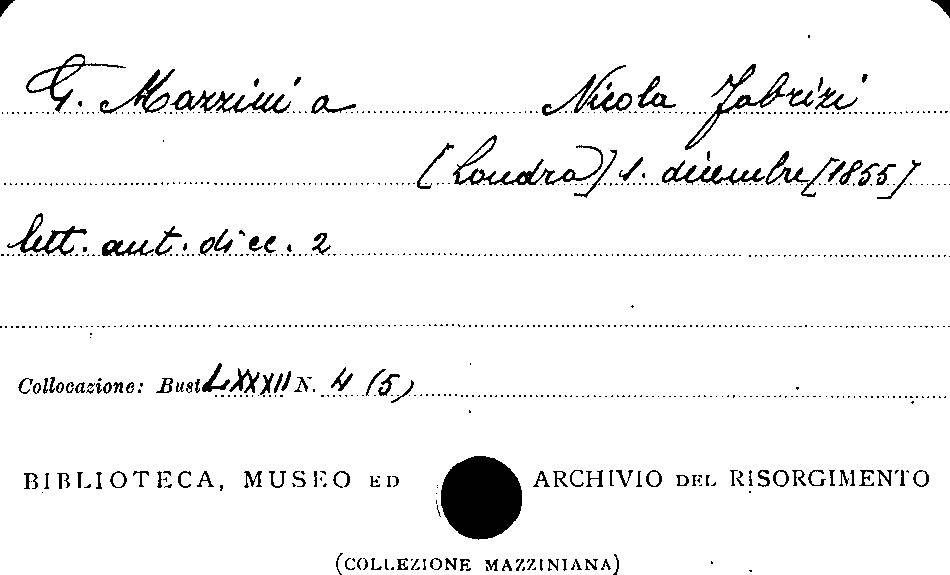 G. Mazzini a Nicola Fabrizi
[Londra] 1. dicembre [1855]
lett. aut. di cc. 2
Collocazione: Busta LXXXII N. 4 (5)
BIBLIOTECA, MUSEO ED ARCHIVIO DEL RISORGIMENTO
(COLLEZIONE MAZZINIANA)